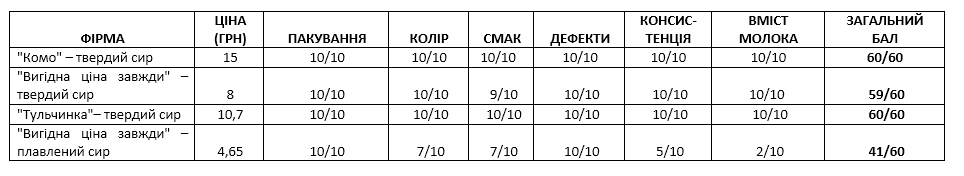 ФІРМА ЦІНА (ГРН) ПАКУВАННЯ КОЛІР СМАК ДЕФЕКТИ КОНСИС-ТЕНЦІЯ ВМІСТ МОЛОКА ЗАГАЛЬНИЙ БАЛ
"Комо" – твердий сир 15 10/10 10/10 10/10 10/10 10/10 10/10 60/60
"Вигідна ціна завжди" –
твердий сир 8 10/10 10/10 9/10 10/10 10/10 10/10 59/60
"Тульчинка"– твердий сир 10,7 10/10 10/10 10/10 10/10 10/10 10/10 60/60
"Вигідна ціна завжди" –
плавлений сир 4,65 10/10 7/10 7/10 10/10 5/10 2/10 41/60